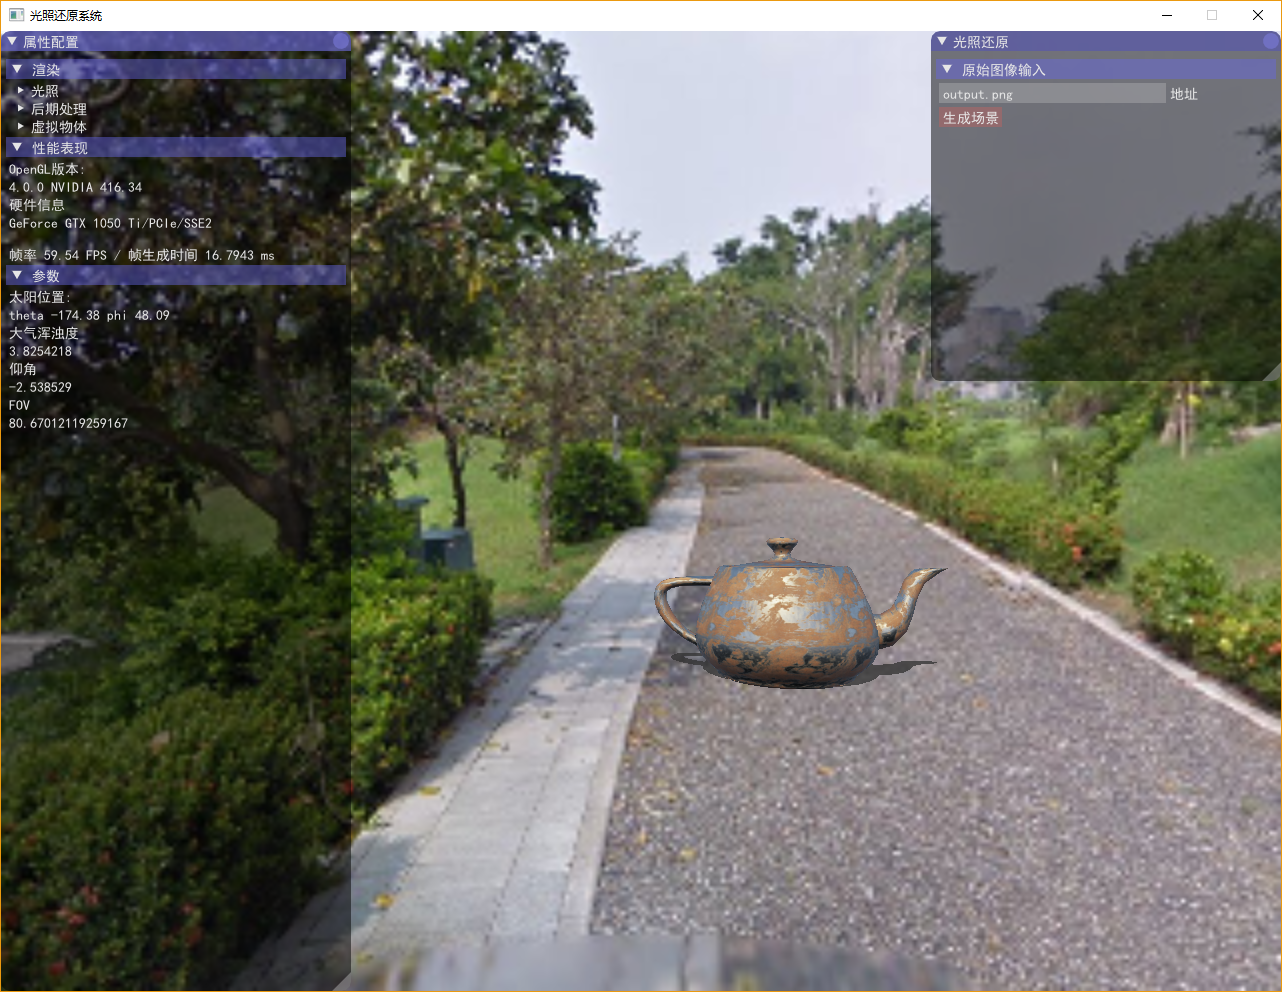 光照还原系统
属性配置
渲染
光照
后期处理
虚拟物体
性能表现
OpenGL版本:
4.0.0 NVIDIA 416.34
硬件信息
GeForce GTX 1050 Ti/PCIe/SSE2
帧率 59.54 FPS / 帧生成时间 16.7943 ms
参数
太阳位置:
theta -174.38 phi 48.09
大气浑浊度
3.8254218
仰角
-2.538529
FOV
80.67012119259167
光照还原
原始图像输入
output.png 地址
生成场景